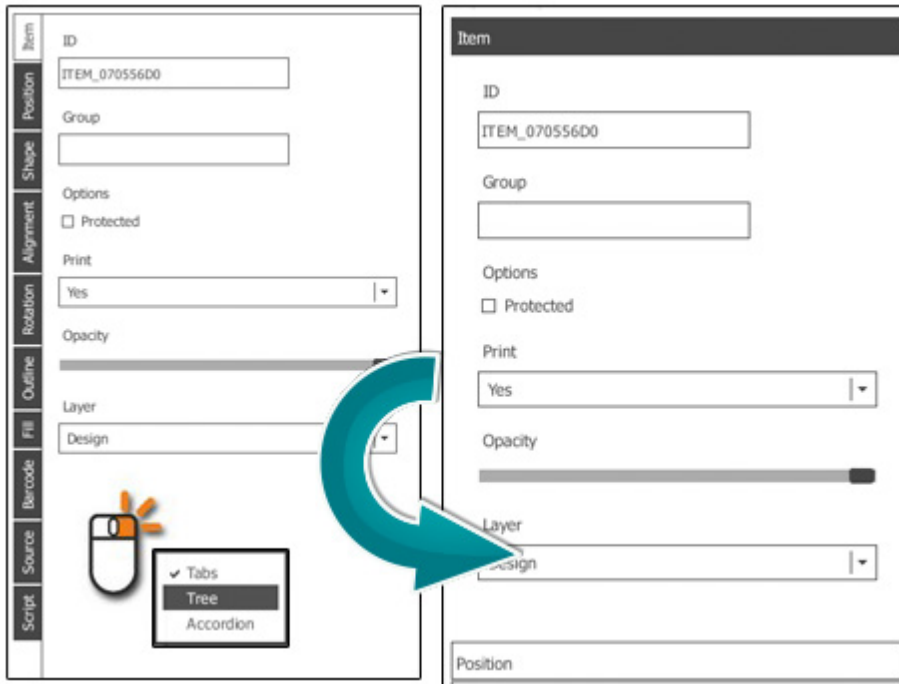 Item
Position
Shape
Alignment
Rotation
Outline
Fill
Barcode
Source
Script
ID
ITEM_070556D0
Group
Options
Protected
Print
Yes
Opacity
Layer
Design
Tabs
Tree
Accordion
Item
ID
ITEM_070556D0
Group
Options
Protected
Print
Yes
Opacity
Layer
Design
Position